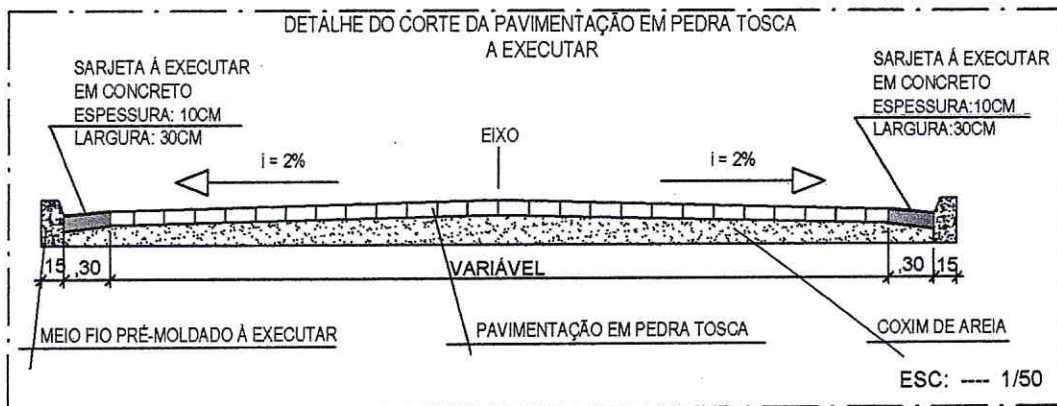 DETALHE DO CORTE DA PAVIMENTAÇÃO EM PEDRA TOSCA
A EXECUTAR
SARJETA Á EXECUTAR
EM CONCRETO
ESPESSURA: 10CM
LARGURA: 30CM
SARJETA Á EXECUTAR
EM CONCRETO
ESPESSURA:10CM
LARGURA:30CM
EIXO
i = 2%
i = 2%
15
,30
VARIÁVEL
,30
15
MEIO FIO PRÉ-MOLDADO À EXECUTAR
PAVIMENTAÇÃO EM PEDRA TOSCA
COXIM DE AREIA
ESC: ---- 1/50